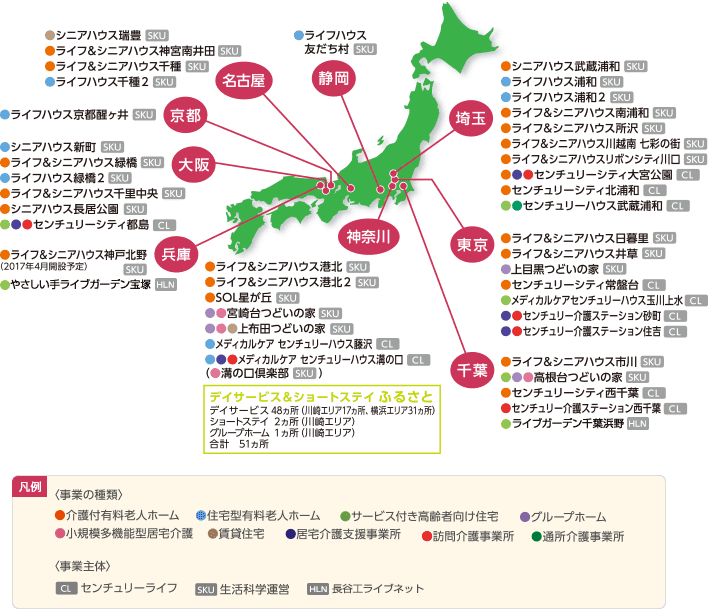 シニアハウス瑞豊 SKU
ライフ&シニアハウス神宮南井田 SKU
ライフ&シニアハウス千種 SKU
ライフハウス千種2 SKU
名古屋
ライフハウス
友だち村 SKU
静岡
ライフハウス京都醒ヶ井 SKU
京都
シニアハウス新町 SKU
ライフ&シニアハウス緑橋 SKU
ライフハウス緑橋2 SKU
ライフ&シニアハウス千里中央 SKU
シニアハウス長居公園 SKU
センチュリーシティ都島 CL
大阪
ライフ&シニアハウス神戸北野
(2017年4月開設予定) SKU
やさしい手ライブガーデン宝塚 HLN
兵庫
シニアハウス武蔵浦和 SKU
ライフハウス浦和 SKU
ライフハウス浦和2 SKU
ライフ&シニアハウス南浦和 SKU
ライフ&シニアハウス所沢 SKU
ライフ&シニアハウス川越南 七彩の街 SKU
ライフ&シニアハウスリボンシティ川口 SKU
センチュリーシティ大宮公園 CL
センチュリーシティ北浦和 CL
センチュリーハウス武蔵浦和 CL
埼玉
神奈川
ライフ&シニアハウス港北 SKU
ライフ&シニアハウス港北2 SKU
SOL星が丘 SKU
宮崎台つどいの家 SKU
上布田つどいの家 SKU
メディカルケア センチュリーハウス藤沢 CL
メディカルケア センチュリーハウス溝の口 CL
(溝の口倶楽部 SKU)
東京
ライフ&シニアハウス日暮里 SKU
ライフ&シニアハウス井草 SKU
上目黒つどいの家 SKU
センチュリーシティ常盤台 CL
メディカルケアセンチュリーハウス玉川上水 CL
センチュリー介護ステーション砂町 CL
センチュリー介護ステーション住吉 CL
千葉
ライフ&シニアハウス市川 SKU
高根台つどいの家 SKU
センチュリーシティ西千葉 CL
センチュリー介護ステーション西千葉 CL
ライブガーデン千葉浜野 HLN
デイサービス&ショートステイ ふるさと
デイサービス 48ヵ所 (川崎エリア17ヵ所、横浜エリア31ヵ所)
ショートステイ 2ヵ所 (川崎エリア)
グループホーム 1ヵ所 (川崎エリア)
合計 51ヵ所
凡例
〈事業の種類〉
介護付有料老人ホーム 住宅型有料老人ホーム サービス付き高齢者向け住宅 グループホーム
小規模多機能型居宅介護 賃貸住宅 居宅介護支援事業所 訪問介護事業所 通所介護事業所
〈事業主体〉
CL センチュリーライフ SKU 生活科学運営 HLN 長谷工ライブネット